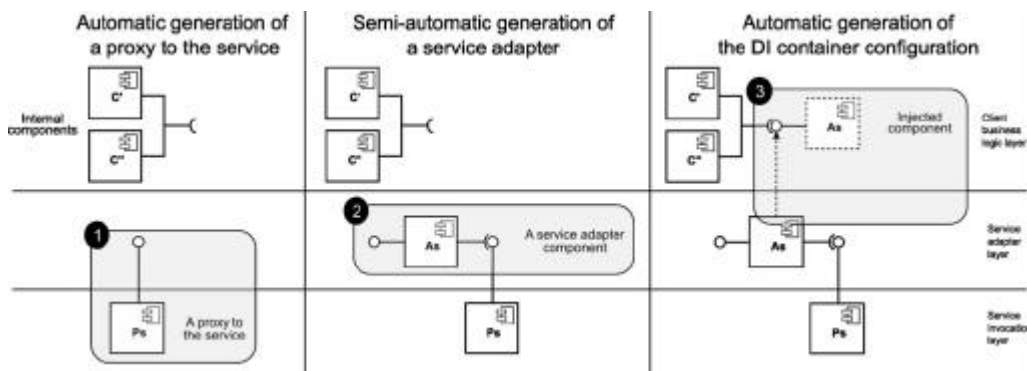 Automatic generation of
a proxy to the service
Semi-automatic generation of
a service adapter
Automatic generation of
the DI container configuration
Internal
components
C'
C''
C'
C''
C'
C''
3
As
Injected
component
Client
business
logic layer
1
2
As
A service adapter
component
As
Service
adapter
layer
Ps
A proxy to
the service
Ps
Ps
Service
Invocation
layer